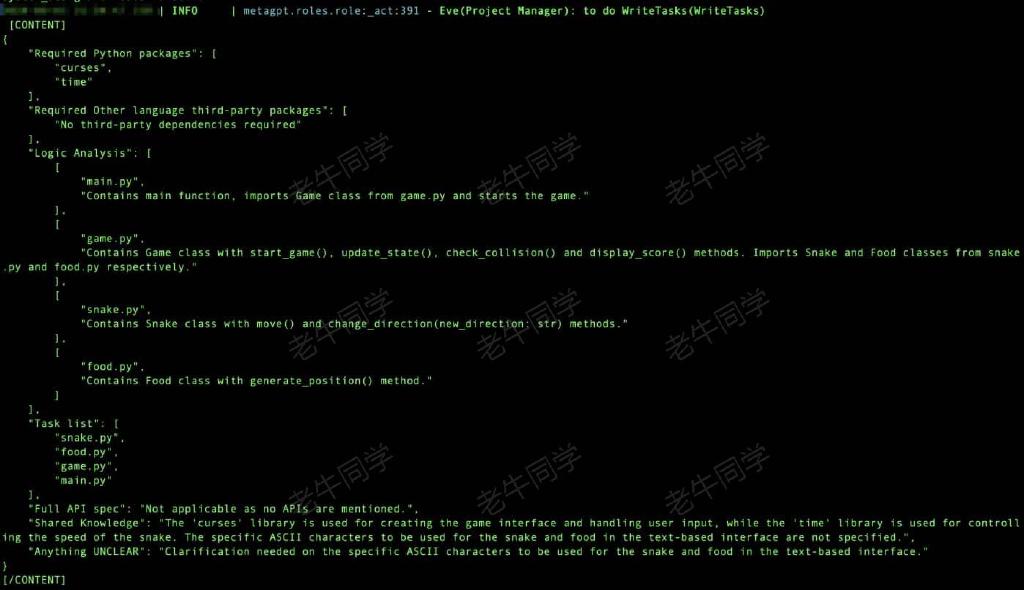 | INFO     | metagpt.roles.role:_act:391 - Eve(Project Manager): to do WriteTasks(WriteTasks)
[CONTENT]
{
    "Required Python packages": [
        "curses",
        "time"
    ],
    "Required Other language third-party packages": [
        "No third-party dependencies required"
    ],
    "Logic Analysis": [
        [
            "main.py",
            "Contains main function, imports Game class from game.py and starts the game."
        ],
        [
            "game.py",
            "Contains Game class with start_game(), update_state(), check_collision() and display_score() methods. Imports Snake and Food classes from snake
.py and food.py respectively."
        ],
        [
            "snake.py",
            "Contains Snake class with move() and change_direction(new_direction: str) methods."
        ],
        [
            "food.py",
            "Contains Food class with generate_position() method."
        ]
    ],
    "Task list": [
        "snake.py",
        "food.py",
        "game.py",
        "main.py"
    ],
    "Full API spec": "Not applicable as no APIs are mentioned.",
    "Shared Knowledge": "The 'curses' library is used for creating the game interface and handling user input, while the 'time' library is used for controll
ing the speed of the snake. The specific ASCII characters to be used for the snake and food in the text-based interface are not specified.",
    "Anything UNCLEAR": "Clarification needed on the specific ASCII characters to be used for the snake and food in the text-based interface."
}
[/CONTENT]
老牛同学 老牛同学 老牛同学
老牛同学 老牛同学 老牛同学
老牛同学 老牛同学 老牛同学